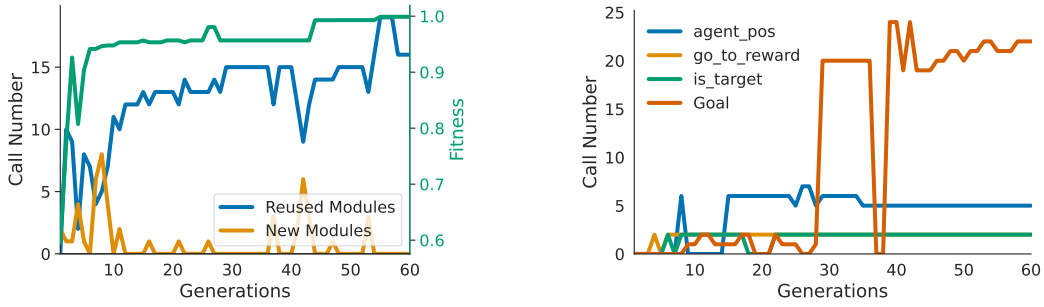 15
10
5
0
Call Number
10
20
30
40
50
60
Generations
1.0
0.9
0.8
0.7
0.6
Fitness
Reused Modules
New Modules
25
20
15
10
5
0
Call Number
10
20
30
40
50
60
Generations
agent_pos
go_to_reward
is_target
Goal